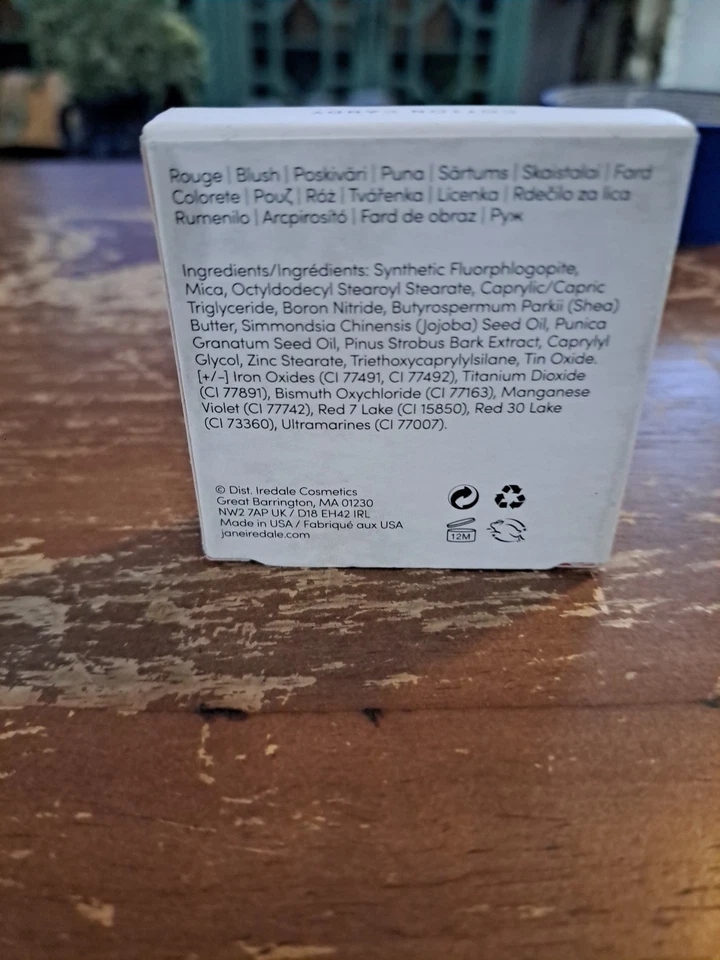 COTTON CANDY
Rouge | Blush | Poskiväri | Puna | Sārtums | Skaistalai | Fard
Colorete | Ρουζ | Róż | Tvářenka | Lícenka | Rdečilo za lica
Rumenilo | Arcpirosító | Fard de obraz | Руж
Ingredients/Ingrédients: Synthetic Fluorphlogopite,
Mica, Octyldodecyl Stearoyl Stearate, Caprylic/Capric
Triglyceride, Boron Nitride, Butyrospermum Parkii (Shea)
Butter, Simmondsia Chinensis (Jojoba) Seed Oil, Punica
Granatum Seed Oil, Pinus Strobus Bark Extract, Caprylyl
Glycol, Zinc Stearate, Triethoxycaprylylsilane, Tin Oxide.
[+/-] Iron Oxides (CI 77491, CI 77492), Titanium Dioxide
(CI 77891), Bismuth Oxychloride (CI 77163), Manganese
Violet (CI 77742), Red 7 Lake (CI 15850), Red 30 Lake
(CI 73360), Ultramarines (CI 77007).
© Dist. Iredale Cosmetics
Great Barrington, MA 01230
NW2 7AP UK / D18 EH42 IRL
Made in USA / Fabriqué aux USA
janeiredale.com
12M